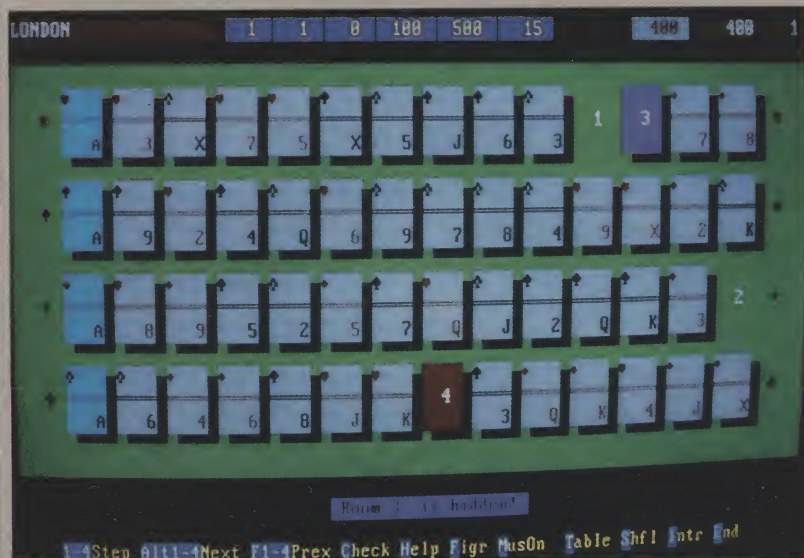 LONDON 1 1 0 100 500 15 400 400 1
A 3 X 7 5 X 5 J 6 3 1 3 7 8
A 9 2 4 Q 6 9 7 8 4 9 X 2 K
A 8 9 5 2 5 7 Q J 2 Q K 3 2
A 6 4 6 8 J K 4 3 Q K 4 J X
Room is hidden!
1-4Step Alt1-4Next F1-4Prex Check Help Figr MusOn Table Shfl Intr End